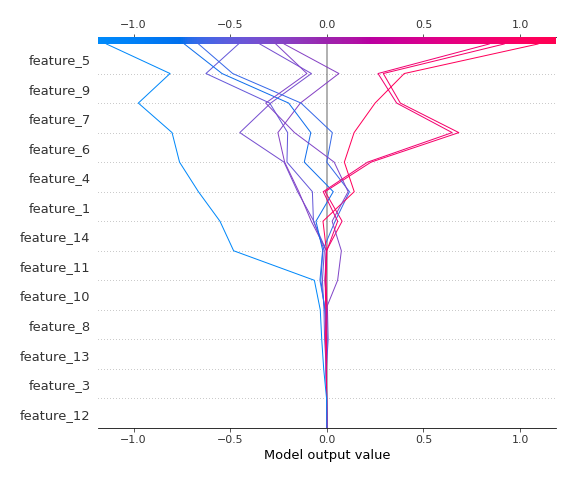 −1.0 −0.5 0.0 0.5 1.0
feature_5
feature_9
feature_7
feature_6
feature_4
feature_1
feature_14
feature_11
feature_10
feature_8
feature_13
feature_3
feature_12
−1.0 −0.5 0.0 0.5 1.0
Model output value